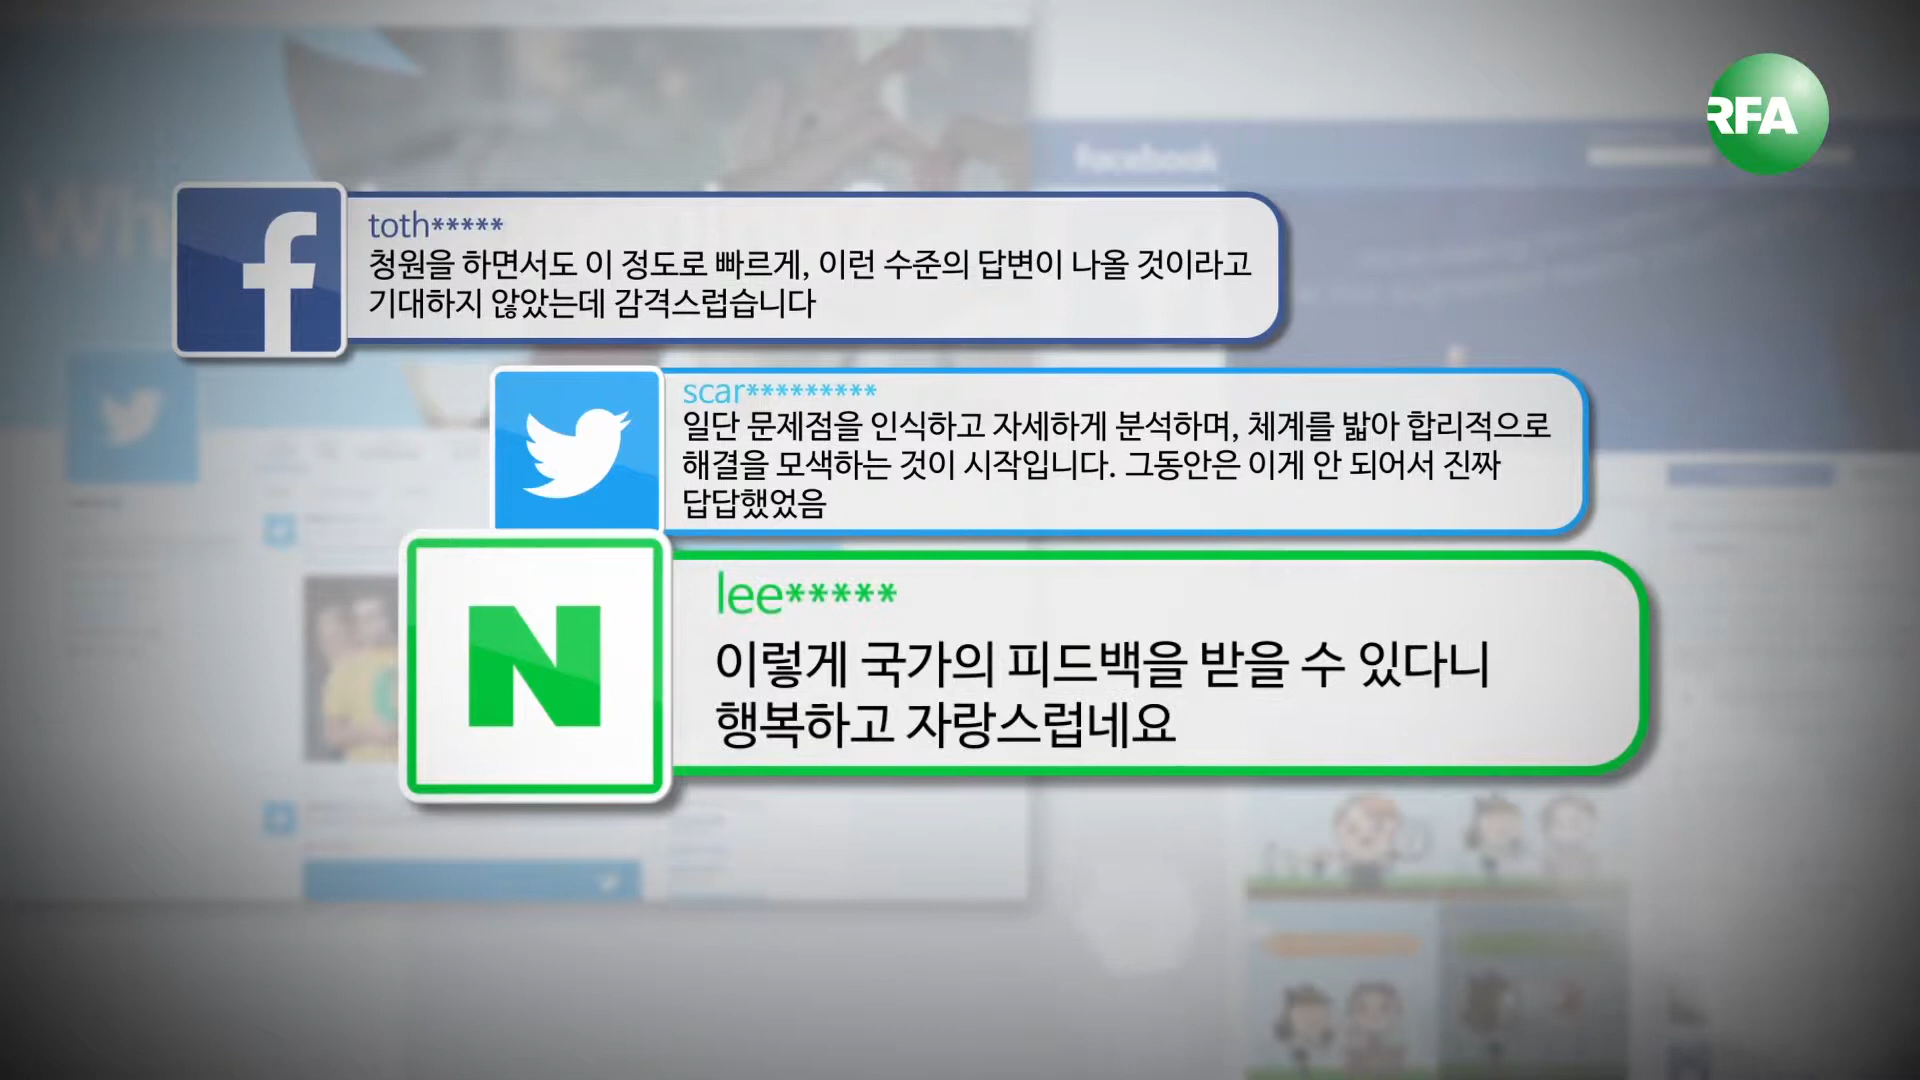 RFA
facebook
toth*****
청원을 하면서도 이 정도로 빠르게, 이런 수준의 답변이 나올 것이라고
기대하지 않았는데 감격스럽습니다
scar*********
일단 문제점을 인식하고 자세하게 분석하며, 체계를 밟아 합리적으로
해결을 모색하는 것이 시작입니다. 그동안은 이게 안 되어서 진짜
답답했었음
N
lee*****
이렇게 국가의 피드백을 받을 수 있다니
행복하고 자랑스럽네요